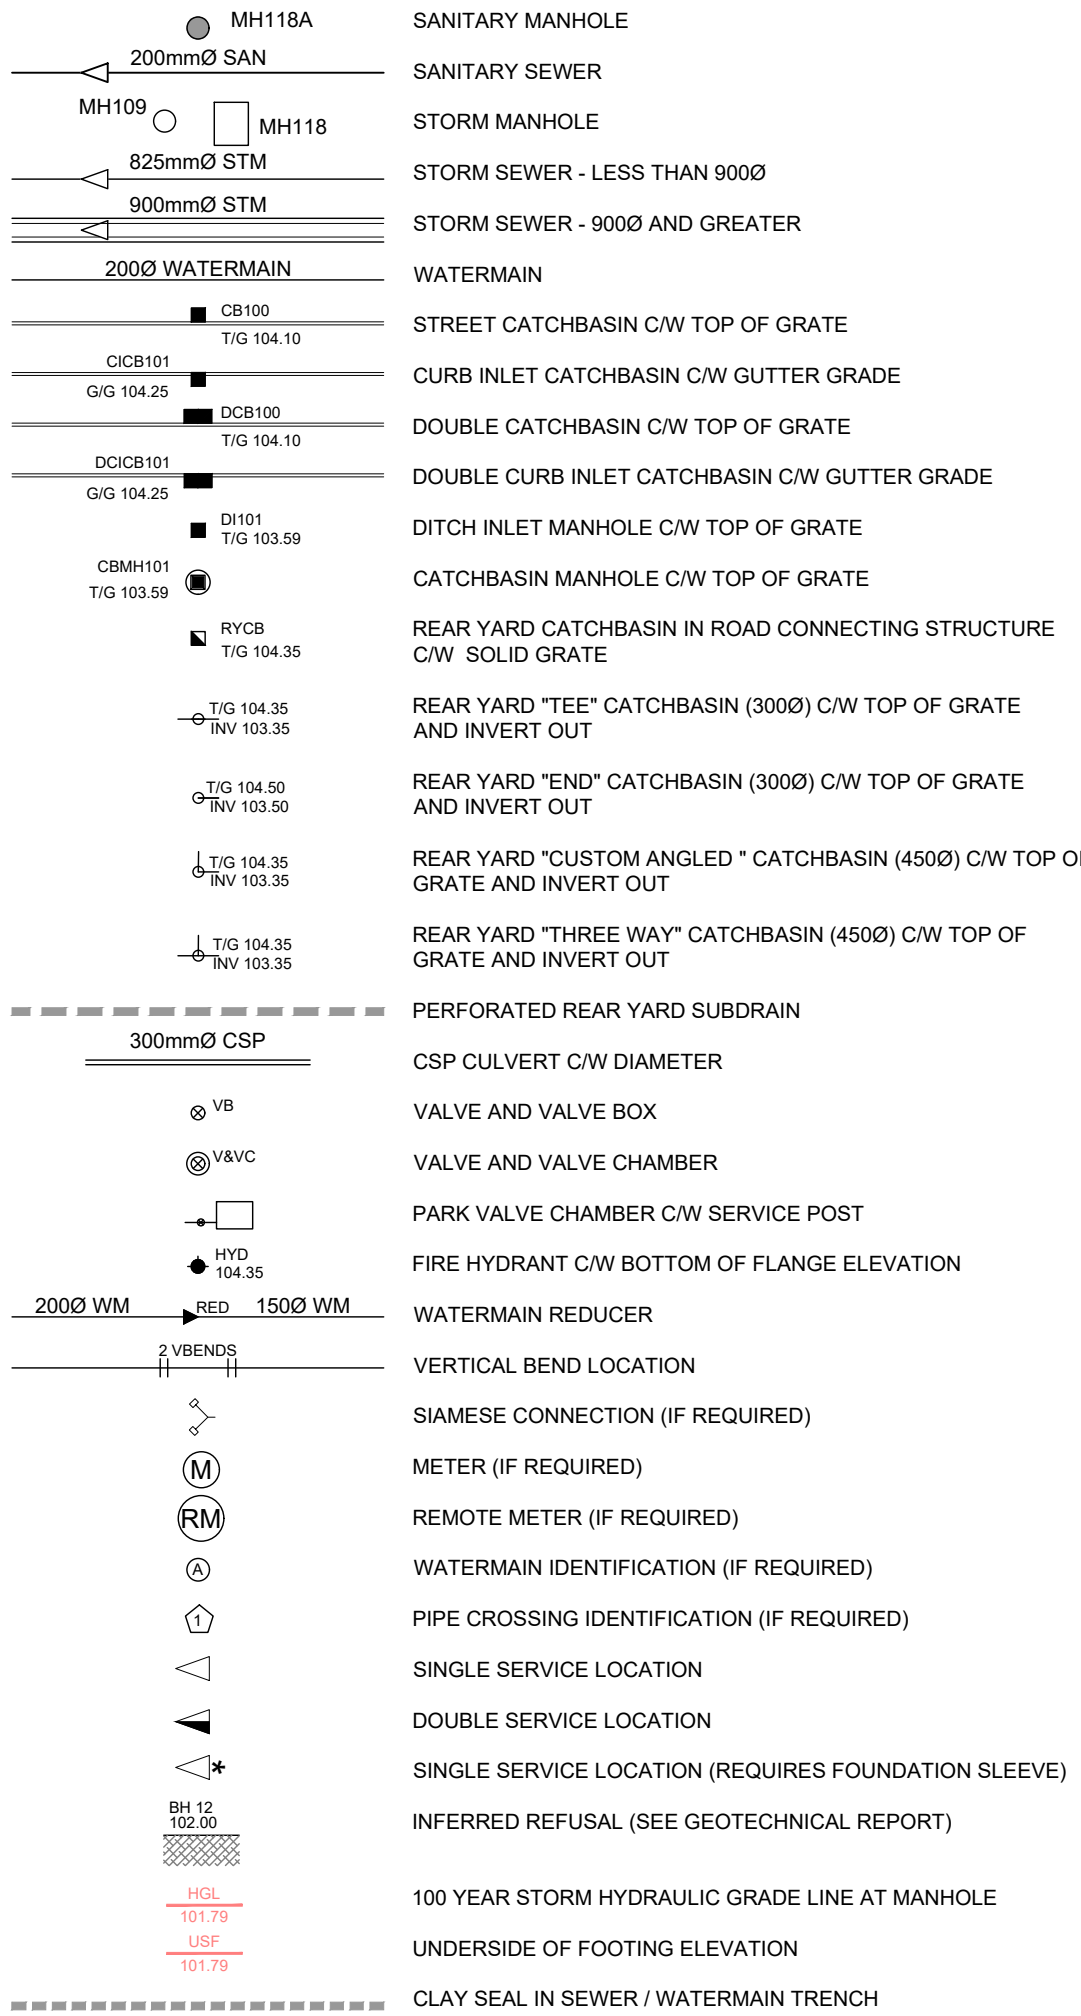 MH118A SANITARY MANHOLE
200mmØ SAN SANITARY SEWER
MH109 MH118 STORM MANHOLE
825mmØ STM STORM SEWER - LESS THAN 900Ø
900mmØ STM STORM SEWER - 900Ø AND GREATER
200Ø WATERMAIN WATERMAIN
CB100
T/G 104.10
STREET CATCHBASIN C/W TOP OF GRATE
CICB101
G/G 104.25
CURB INLET CATCHBASIN C/W GUTTER GRADE
DCB100
T/G 104.10
DOUBLE CATCHBASIN C/W TOP OF GRATE
DCICB101
G/G 104.25
DOUBLE CURB INLET CATCHBASIN C/W GUTTER GRADE
DI101
T/G 103.59
DITCH INLET MANHOLE C/W TOP OF GRATE
CBMH101
T/G 103.59
CATCHBASIN MANHOLE C/W TOP OF GRATE
RYCB
T/G 104.35
REAR YARD CATCHBASIN IN ROAD CONNECTING STRUCTURE
C/W SOLID GRATE
T/G 104.35
INV 103.35
REAR YARD "TEE" CATCHBASIN (300Ø) C/W TOP OF GRATE
AND INVERT OUT
T/G 104.50
INV 103.50
REAR YARD "END" CATCHBASIN (300Ø) C/W TOP OF GRATE
AND INVERT OUT
T/G 104.35
INV 103.35
REAR YARD "CUSTOM ANGLED " CATCHBASIN (450Ø) C/W TOP OF
GRATE AND INVERT OUT
T/G 104.35
INV 103.35
REAR YARD "THREE WAY" CATCHBASIN (450Ø) C/W TOP OF
GRATE AND INVERT OUT
PERFORATED REAR YARD SUBDRAIN
300mmØ CSP CSP CULVERT C/W DIAMETER
VB VALVE AND VALVE BOX
V&VC VALVE AND VALVE CHAMBER
PARK VALVE CHAMBER C/W SERVICE POST
HYD
104.35
FIRE HYDRANT C/W BOTTOM OF FLANGE ELEVATION
200Ø WM RED 150Ø WM WATERMAIN REDUCER
2 VBENDS VERTICAL BEND LOCATION
SIAMESE CONNECTION (IF REQUIRED)
M METER (IF REQUIRED)
RM REMOTE METER (IF REQUIRED)
A WATERMAIN IDENTIFICATION (IF REQUIRED)
1 PIPE CROSSING IDENTIFICATION (IF REQUIRED)
SINGLE SERVICE LOCATION
DOUBLE SERVICE LOCATION
* SINGLE SERVICE LOCATION (REQUIRES FOUNDATION SLEEVE)
BH 12
102.00
INFERRED REFUSAL (SEE GEOTECHNICAL REPORT)
HGL
101.79
100 YEAR STORM HYDRAULIC GRADE LINE AT MANHOLE
USF
101.79
UNDERSIDE OF FOOTING ELEVATION
CLAY SEAL IN SEWER / WATERMAIN TRENCH